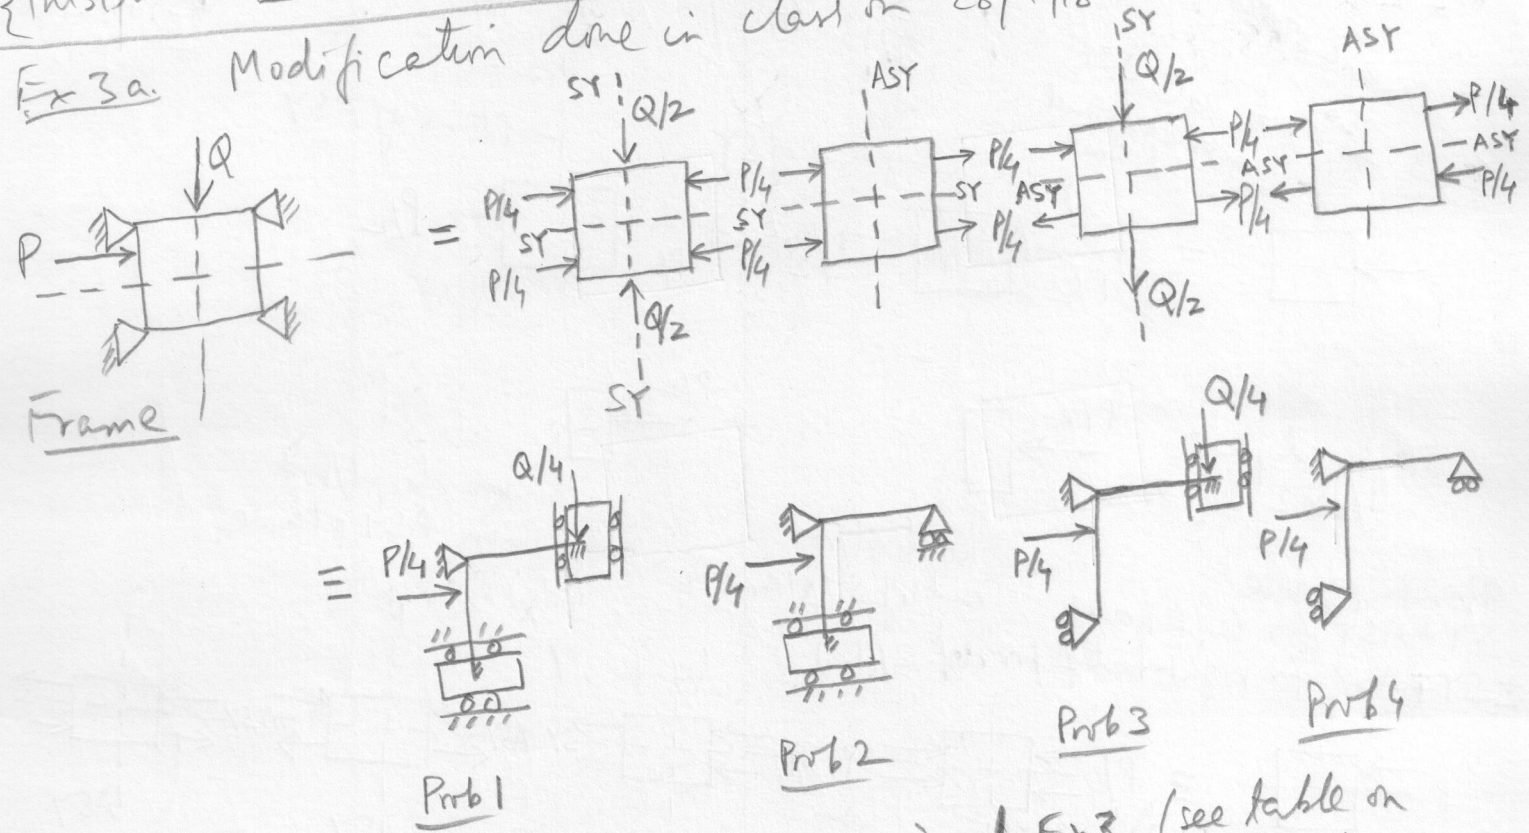 Modification done in class on
Ex 3a.
SY ASY SY ASY
Q Q/2 Q/2
P = P/4 P/4 P/4 P/4 P/4
SY SY SY ASY ASY ASY
P/4 P/4 P/4 P/4 P/4
Q/2 Q/2
SY
Frame
Q/4 Q/4
≡ P/4 P/4 P/4 P/4
Prob 1 Prob 2 Prob 3 Prob 4
Ex 3 (see table on